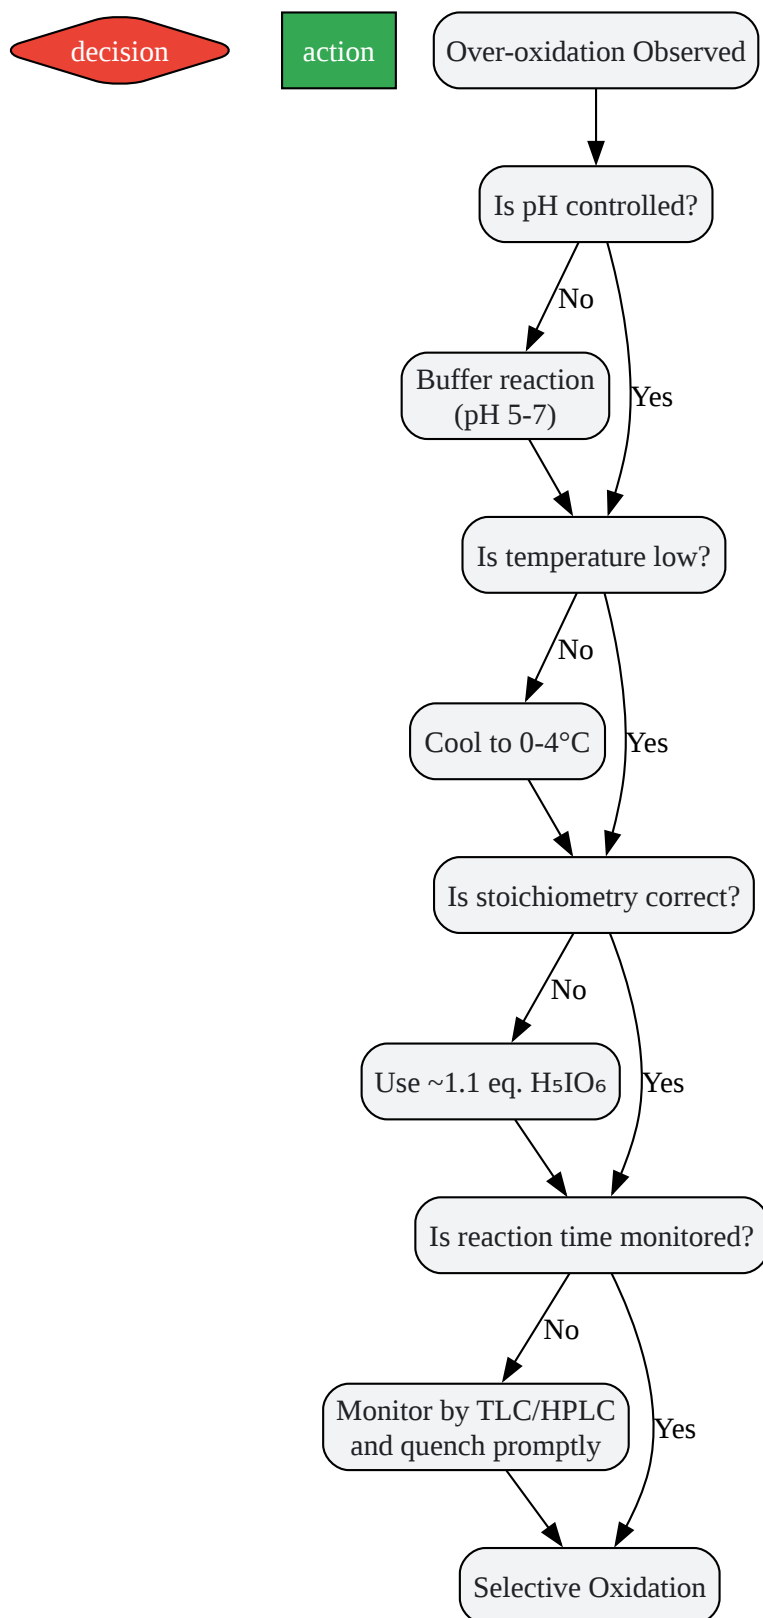 decision
action
Over-oxidation Observed
Is pH controlled?
No
Buffer reaction
(pH 5-7)
Yes
Is temperature low?
No
Cool to 0-4°C
Yes
Is stoichiometry correct?
No
Use ~1.1 eq. H₅IO₆
Yes
Is reaction time monitored?
No
Monitor by TLC/HPLC
and quench promptly
Yes
Selective Oxidation